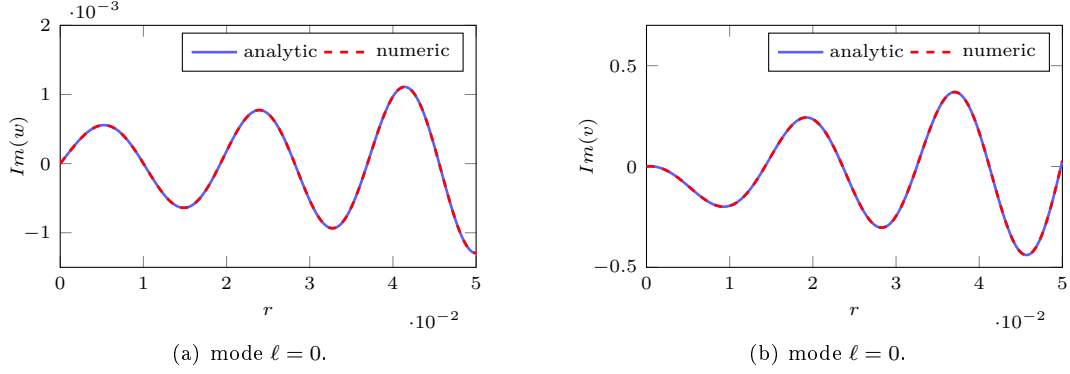 ·10⁻³
2
1
0
−1
Im(w)
analytic numeric
0 1 2 3 4 5
r
·10⁻²
(a) mode ℓ = 0.
0.5
0
−0.5
Im(v)
analytic numeric
0 1 2 3 4 5
r
·10⁻²
(b) mode ℓ = 0.